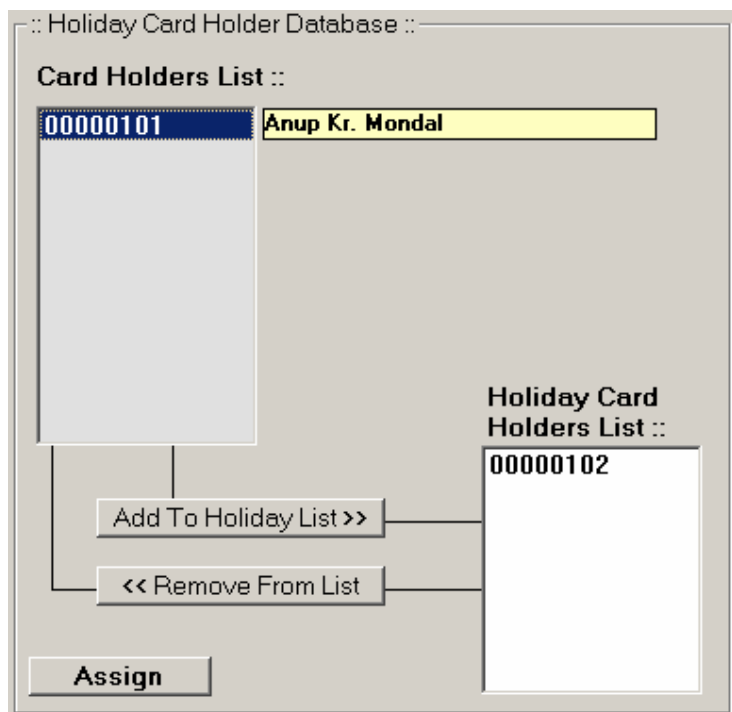 :: Holiday Card Holder Database ::
Card Holders List ::
00000101
Anup Kr. Mondal
Holiday Card
Holders List ::
00000102
Add To Holiday List >>
<< Remove From List
Assign